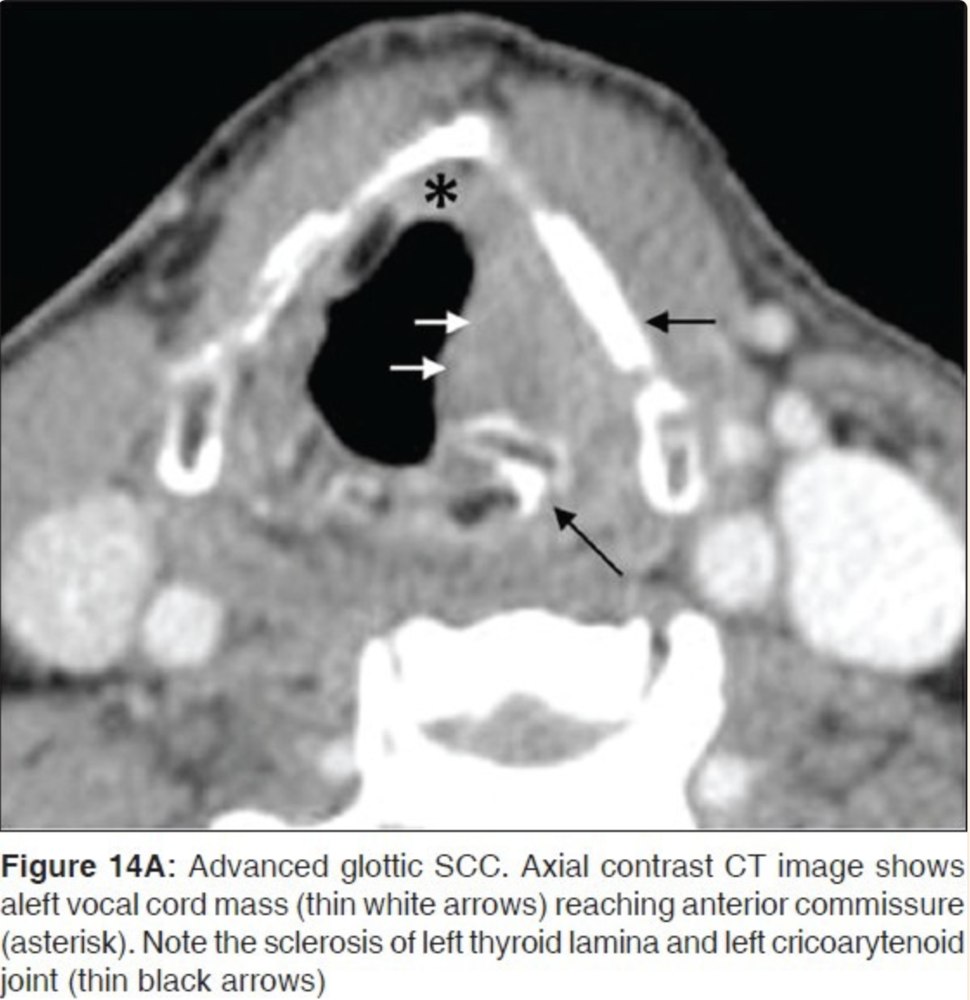 *
Figure 14A: Advanced glottic SCC. Axial contrast CT image shows
aleft vocal cord mass (thin white arrows) reaching anterior commissure
(asterisk). Note the sclerosis of left thyroid lamina and left cricoarytenoid
joint (thin black arrows)